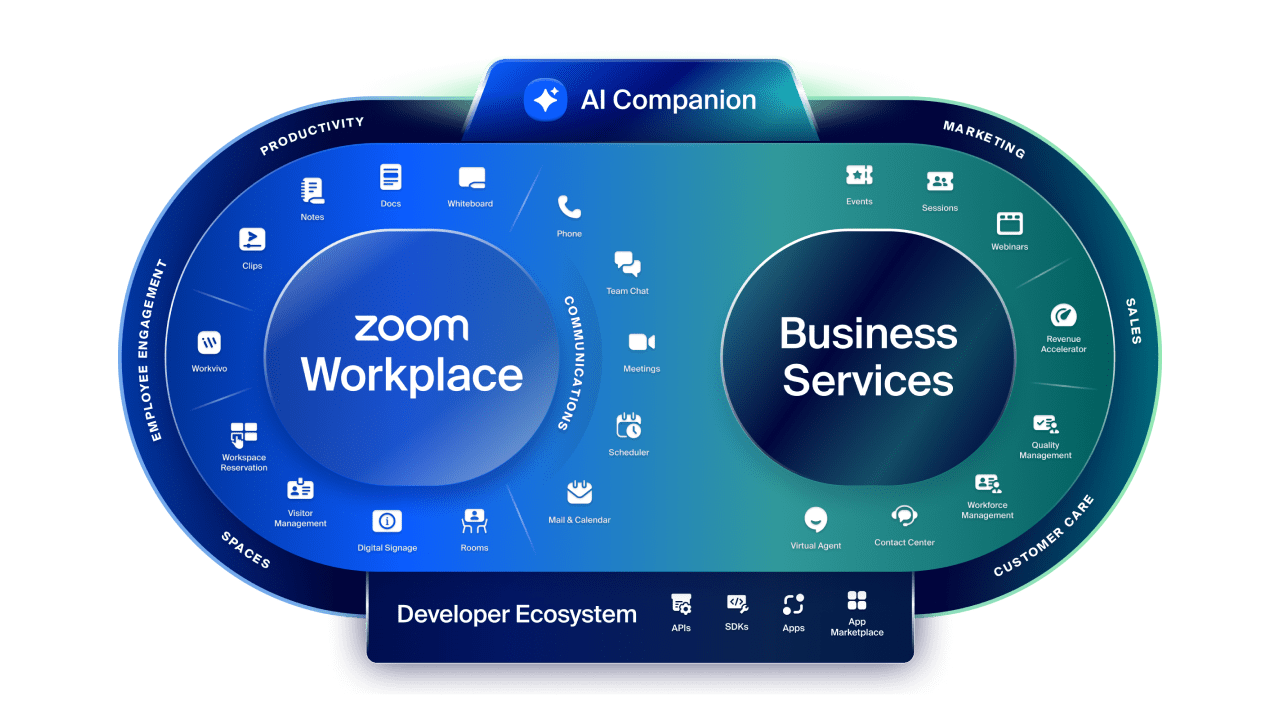 AI Companion
PRODUCTIVITY
MARKETING
Notes
Docs
Whiteboard
Clips
Phone
Team Chat
Meetings
Scheduler
Mail & Calendar
COMMUNICATIONS
EMPLOYEE ENGAGEMENT
Workvivo
zoom
Workplace
Workspace
Reservation
Visitor
Management
Digital Signage
Rooms
SPACES
Events
Sessions
Webinars
SALES
Revenue
Accelerator
Business
Services
Quality
Management
Workforce
Management
Contact Center
Virtual Agent
CUSTOMER CARE
Developer Ecosystem
APIs
SDKs
Apps
App
Marketplace